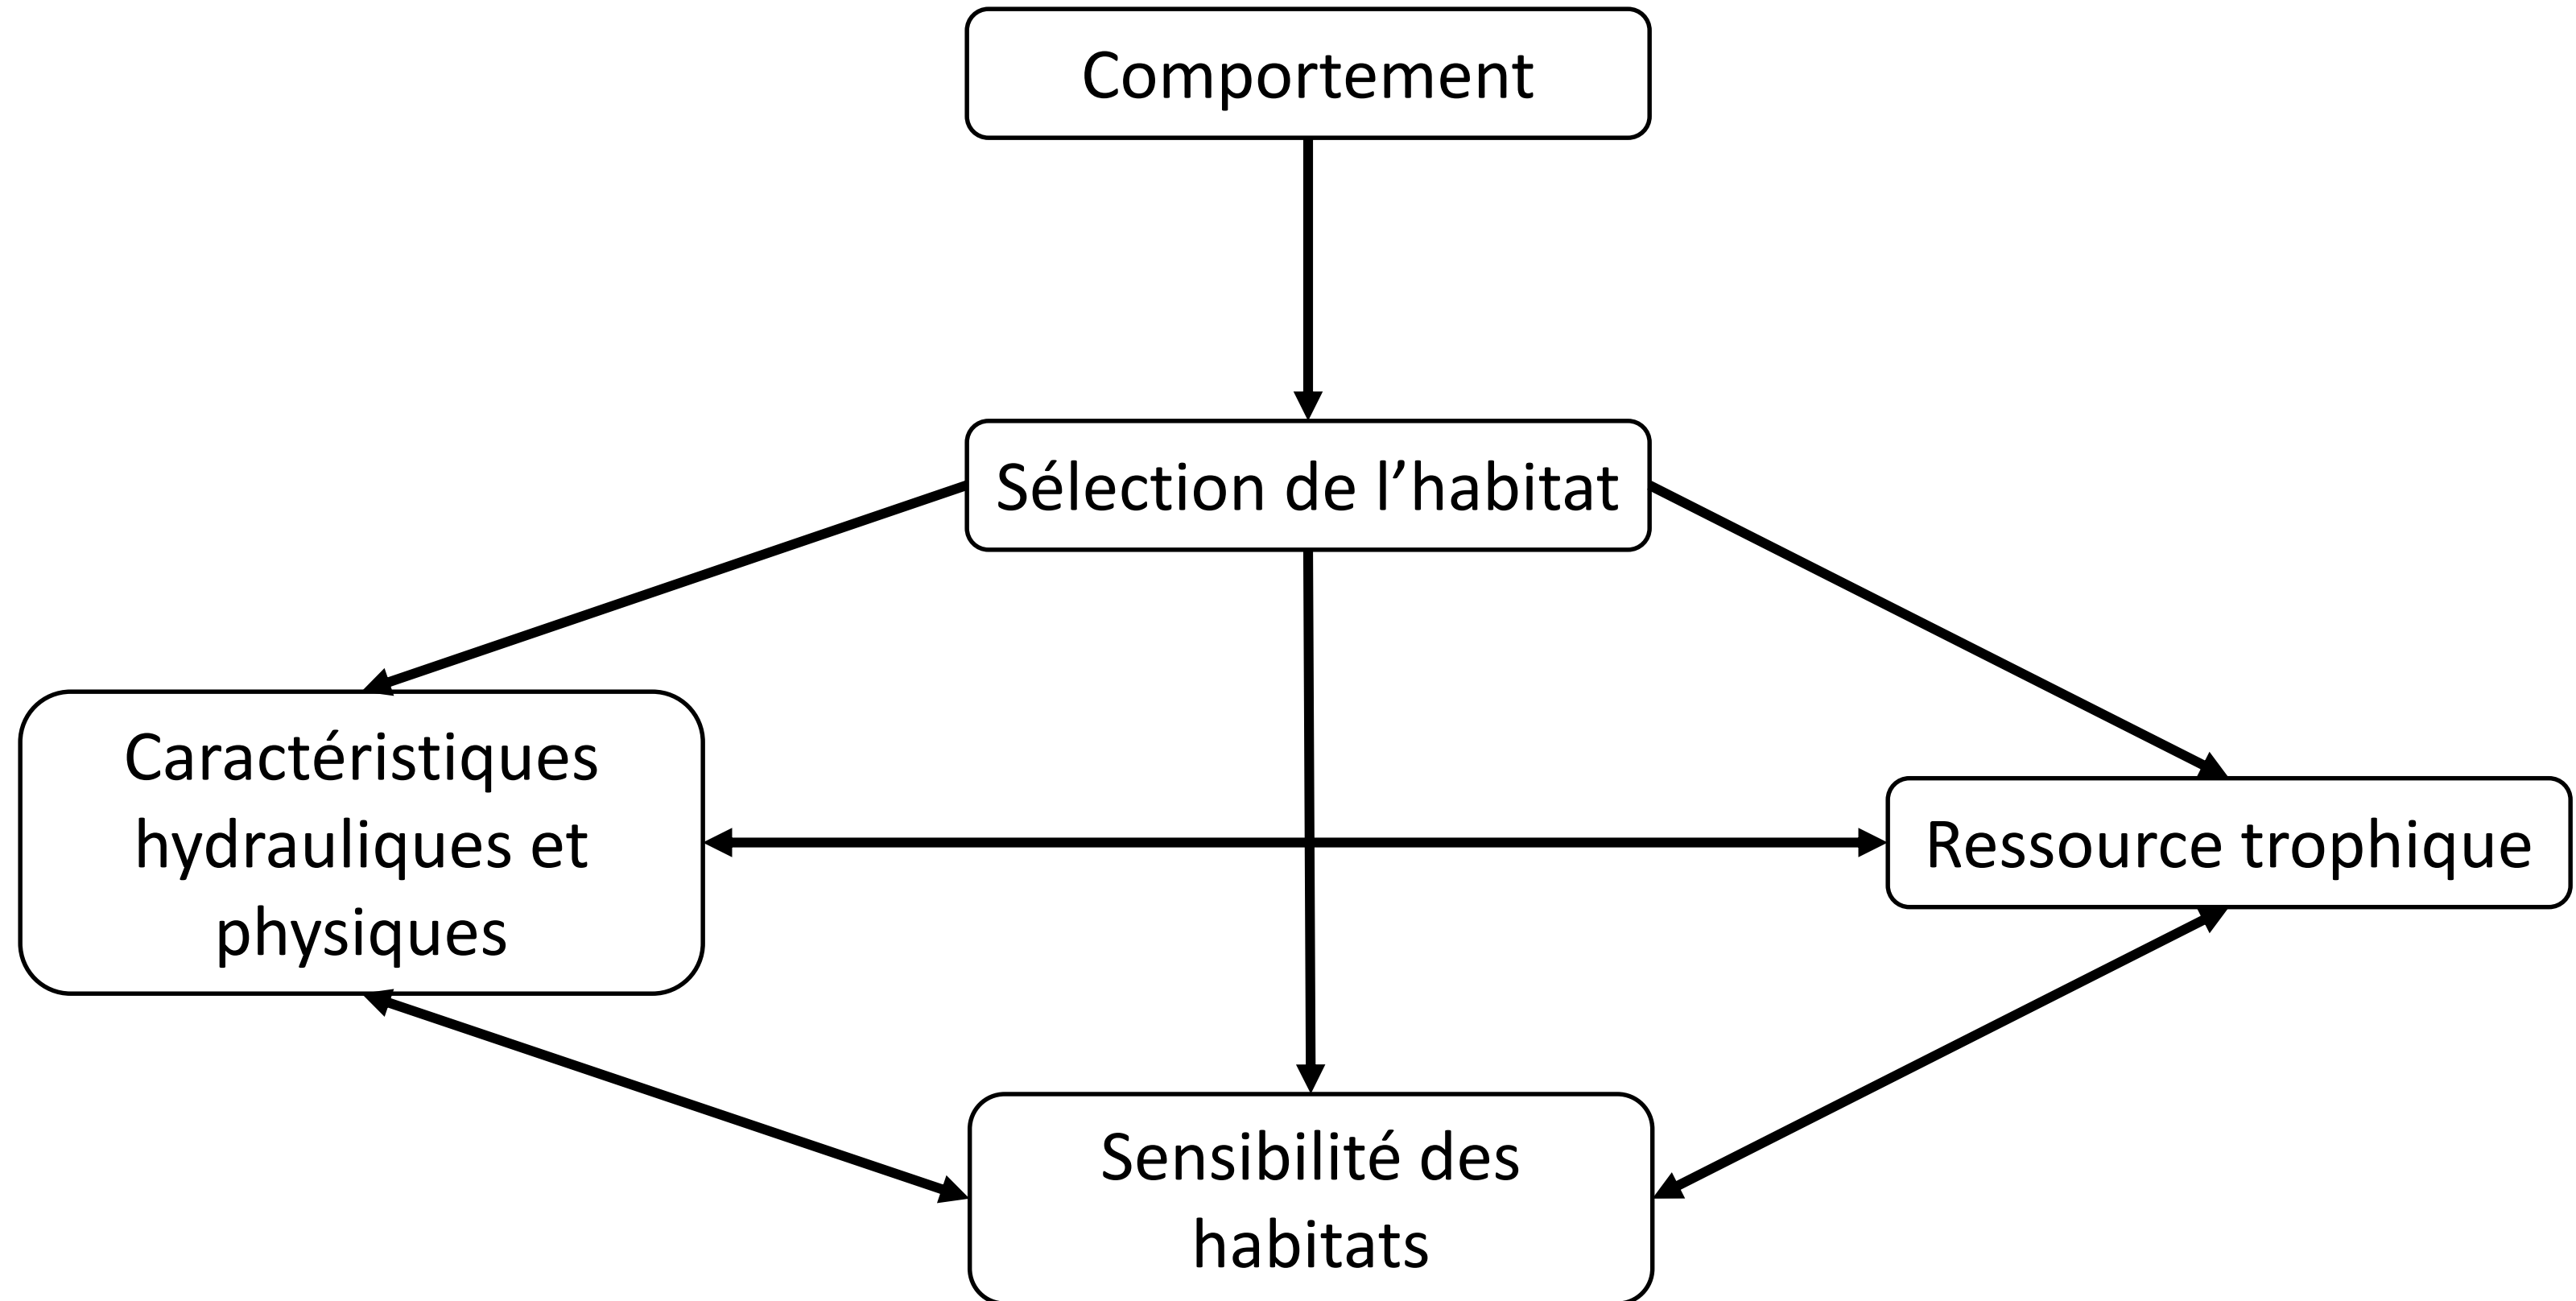 Comportement
Sélection de l’habitat
Caractéristiques
hydrauliques et
physiques
Ressource trophique
Sensibilité des
habitats